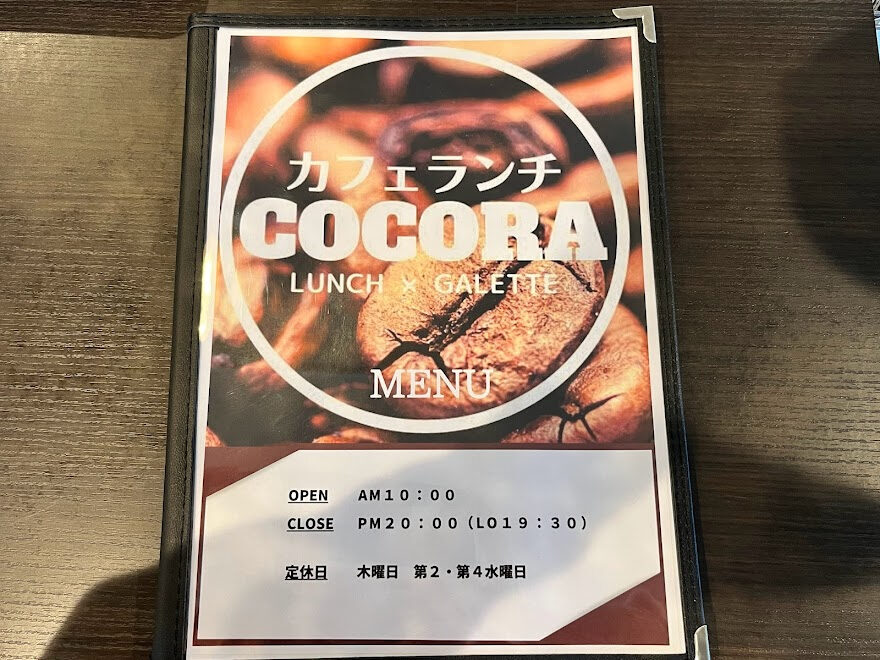 カフェランチ
COCORA
LUNCH × GALETTE
MENU
OPEN AM10：00
CLOSE PM20：00（LO19：30）
定休日 木曜日 第2・第4水曜日